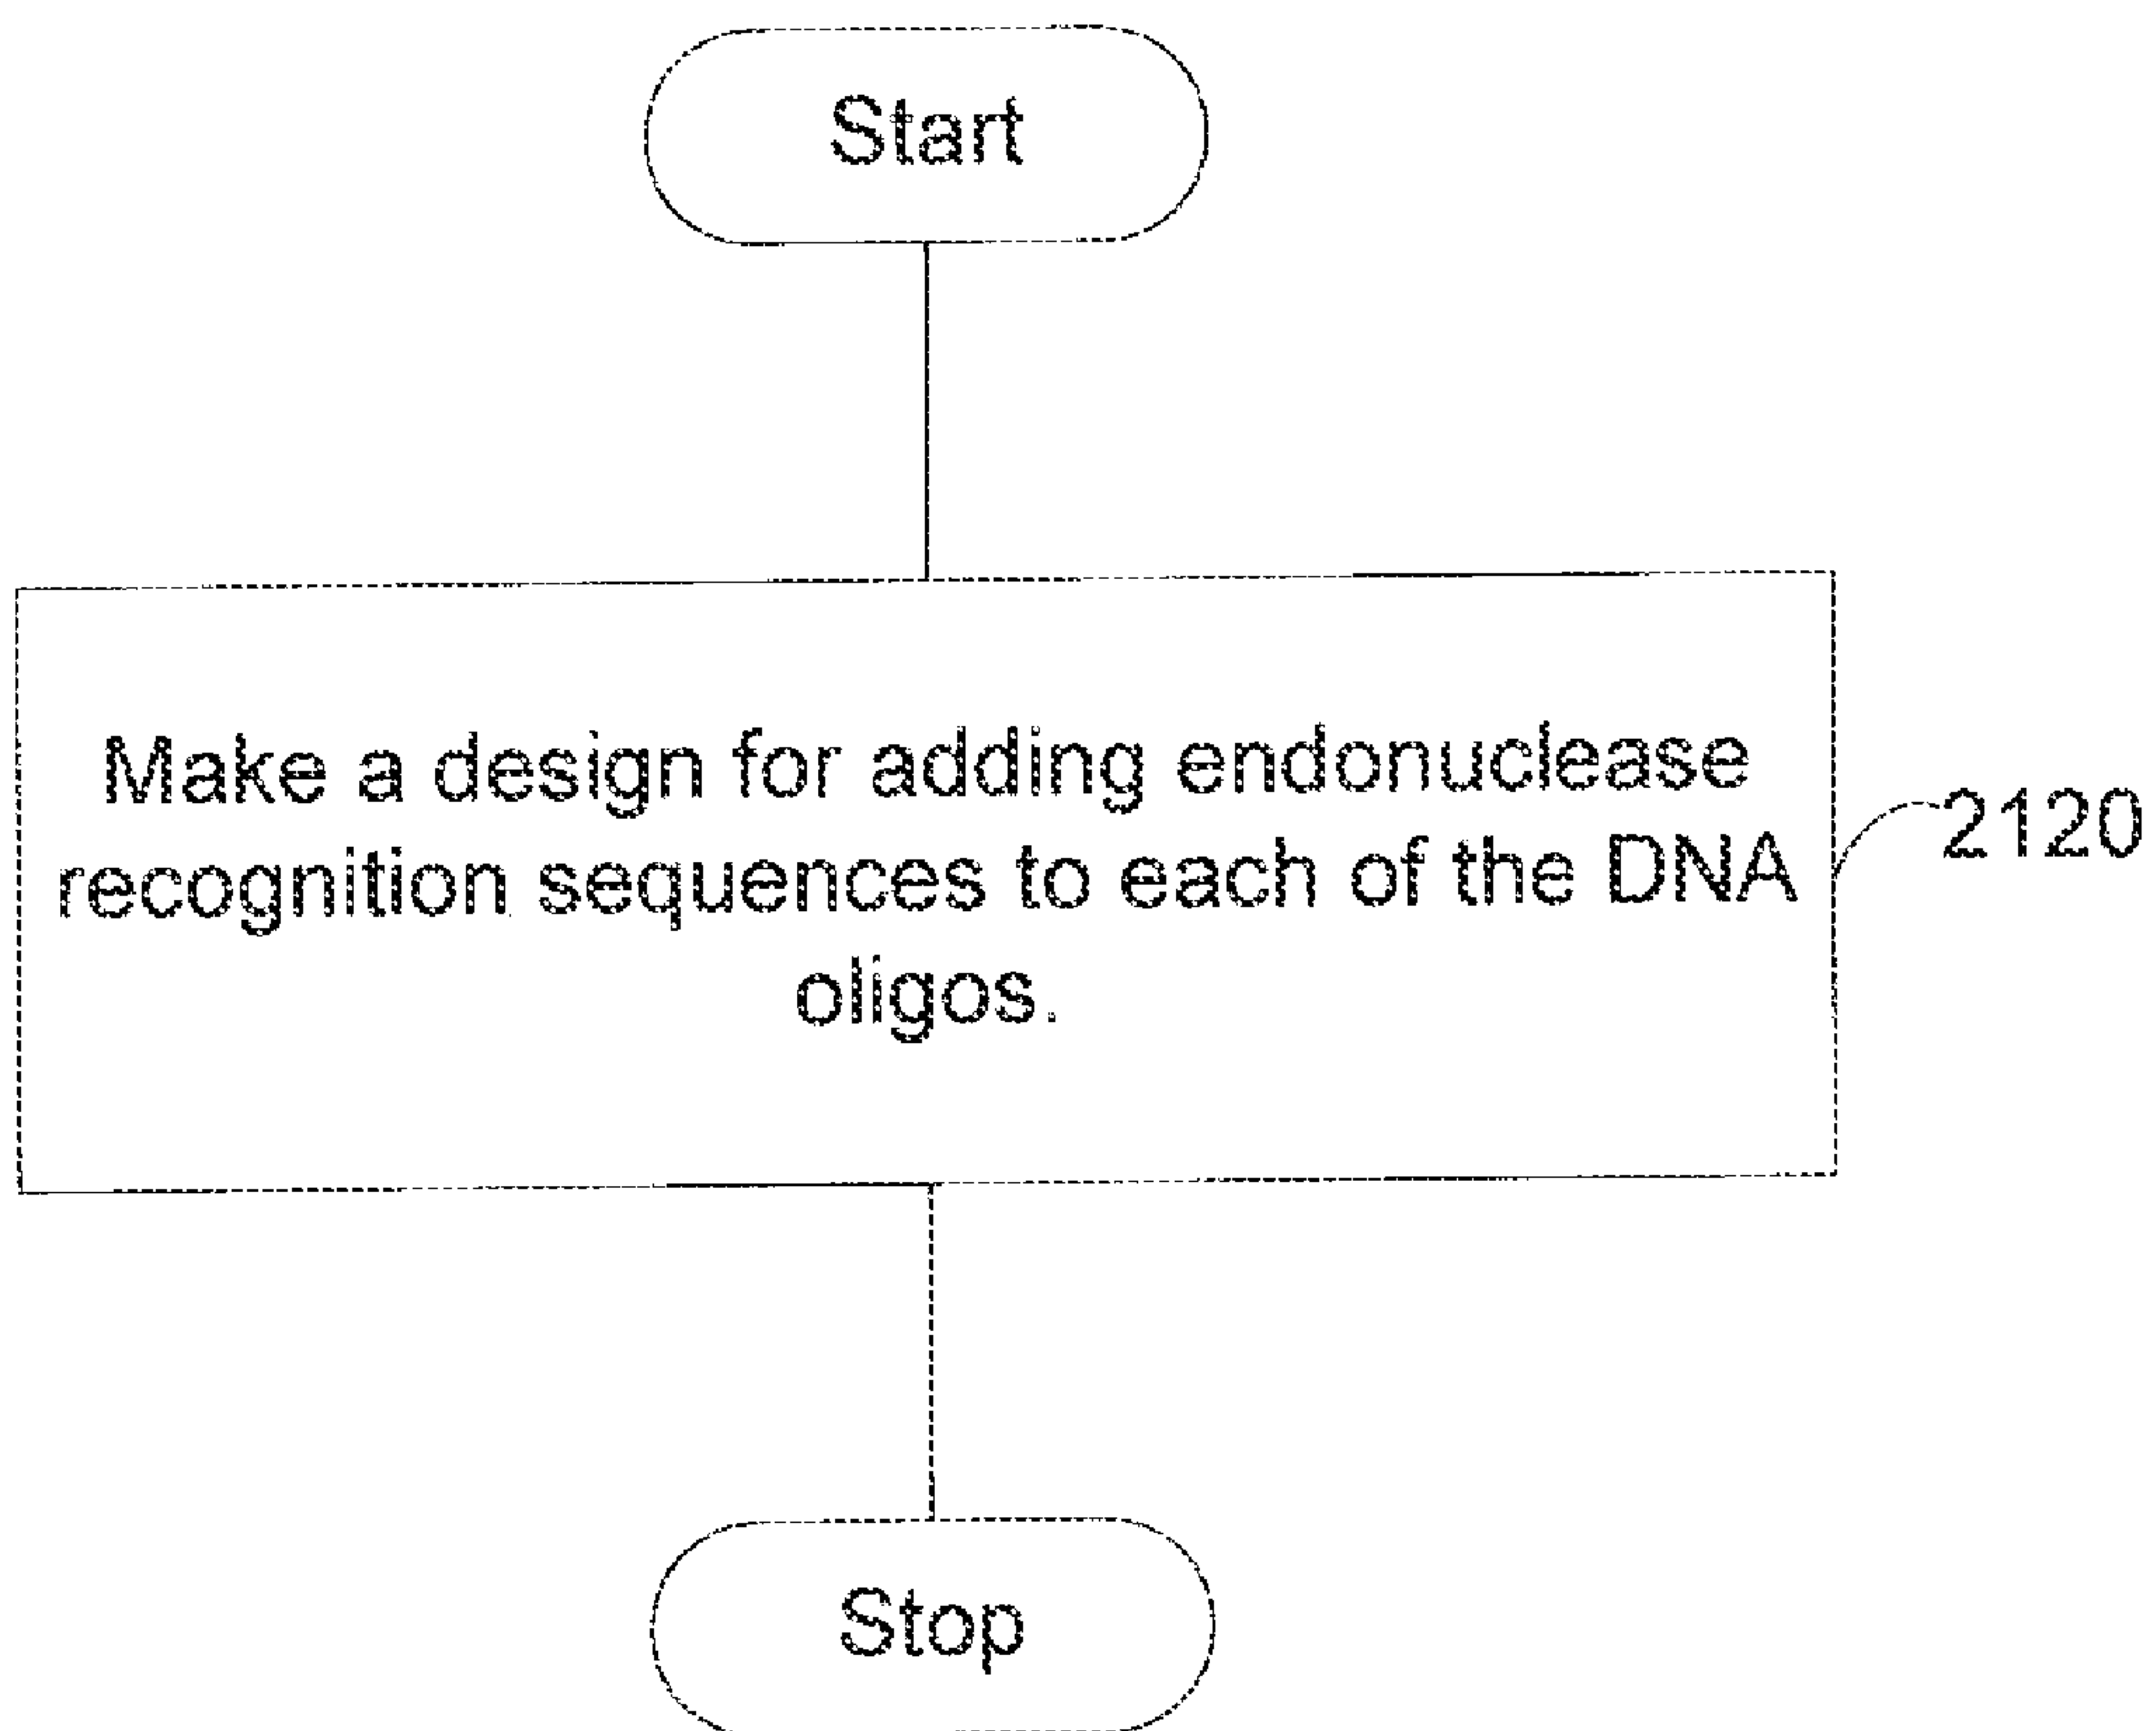 Start
Make a design for adding endonuclease
recognition sequences to each of the DNA
oligos.
2120
Stop